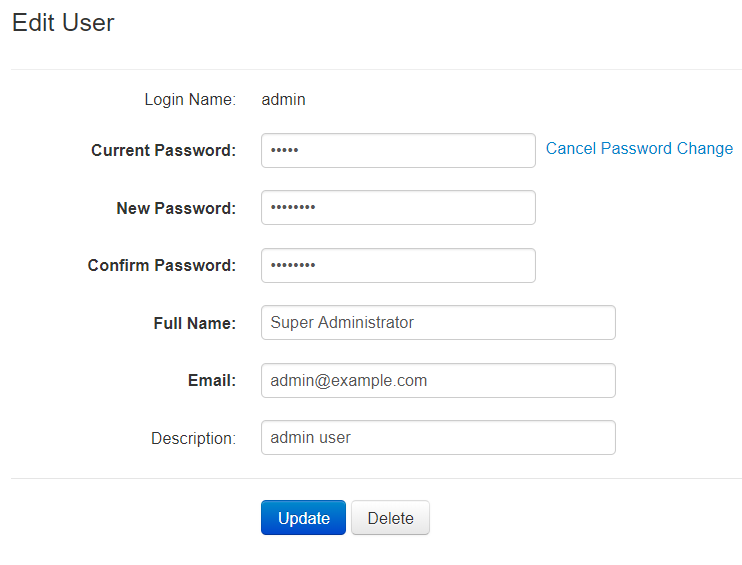 Edit User
Login Name: admin
Current Password: ••••• Cancel Password Change
New Password: ••••••••
Confirm Password: ••••••••
Full Name: Super Administrator
Email: admin@example.com
Description: admin user
Update Delete